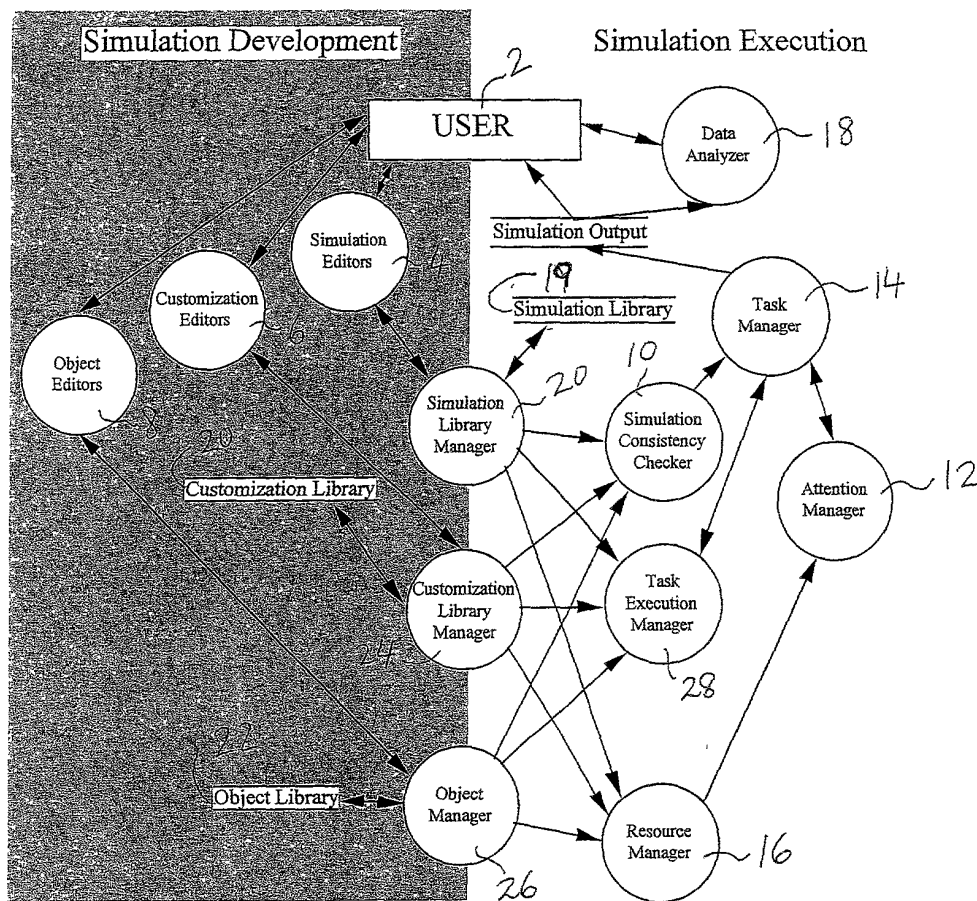 Simulation Development
Simulation Execution
2
USER
Data
Analyzer
18
Simulation
Editors
4
Simulation Output
Customization
Editors
6
19
Simulation Library
Task
Manager
14
Object
Editors
8
20
Simulation
Library
Manager
20
10
Simulation
Consistency
Checker
Customization Library
Attention
Manager
12
Customization
Library
Manager
24
Task
Execution
Manager
28
22
Object Library
Object
Manager
26
Resource
Manager
16